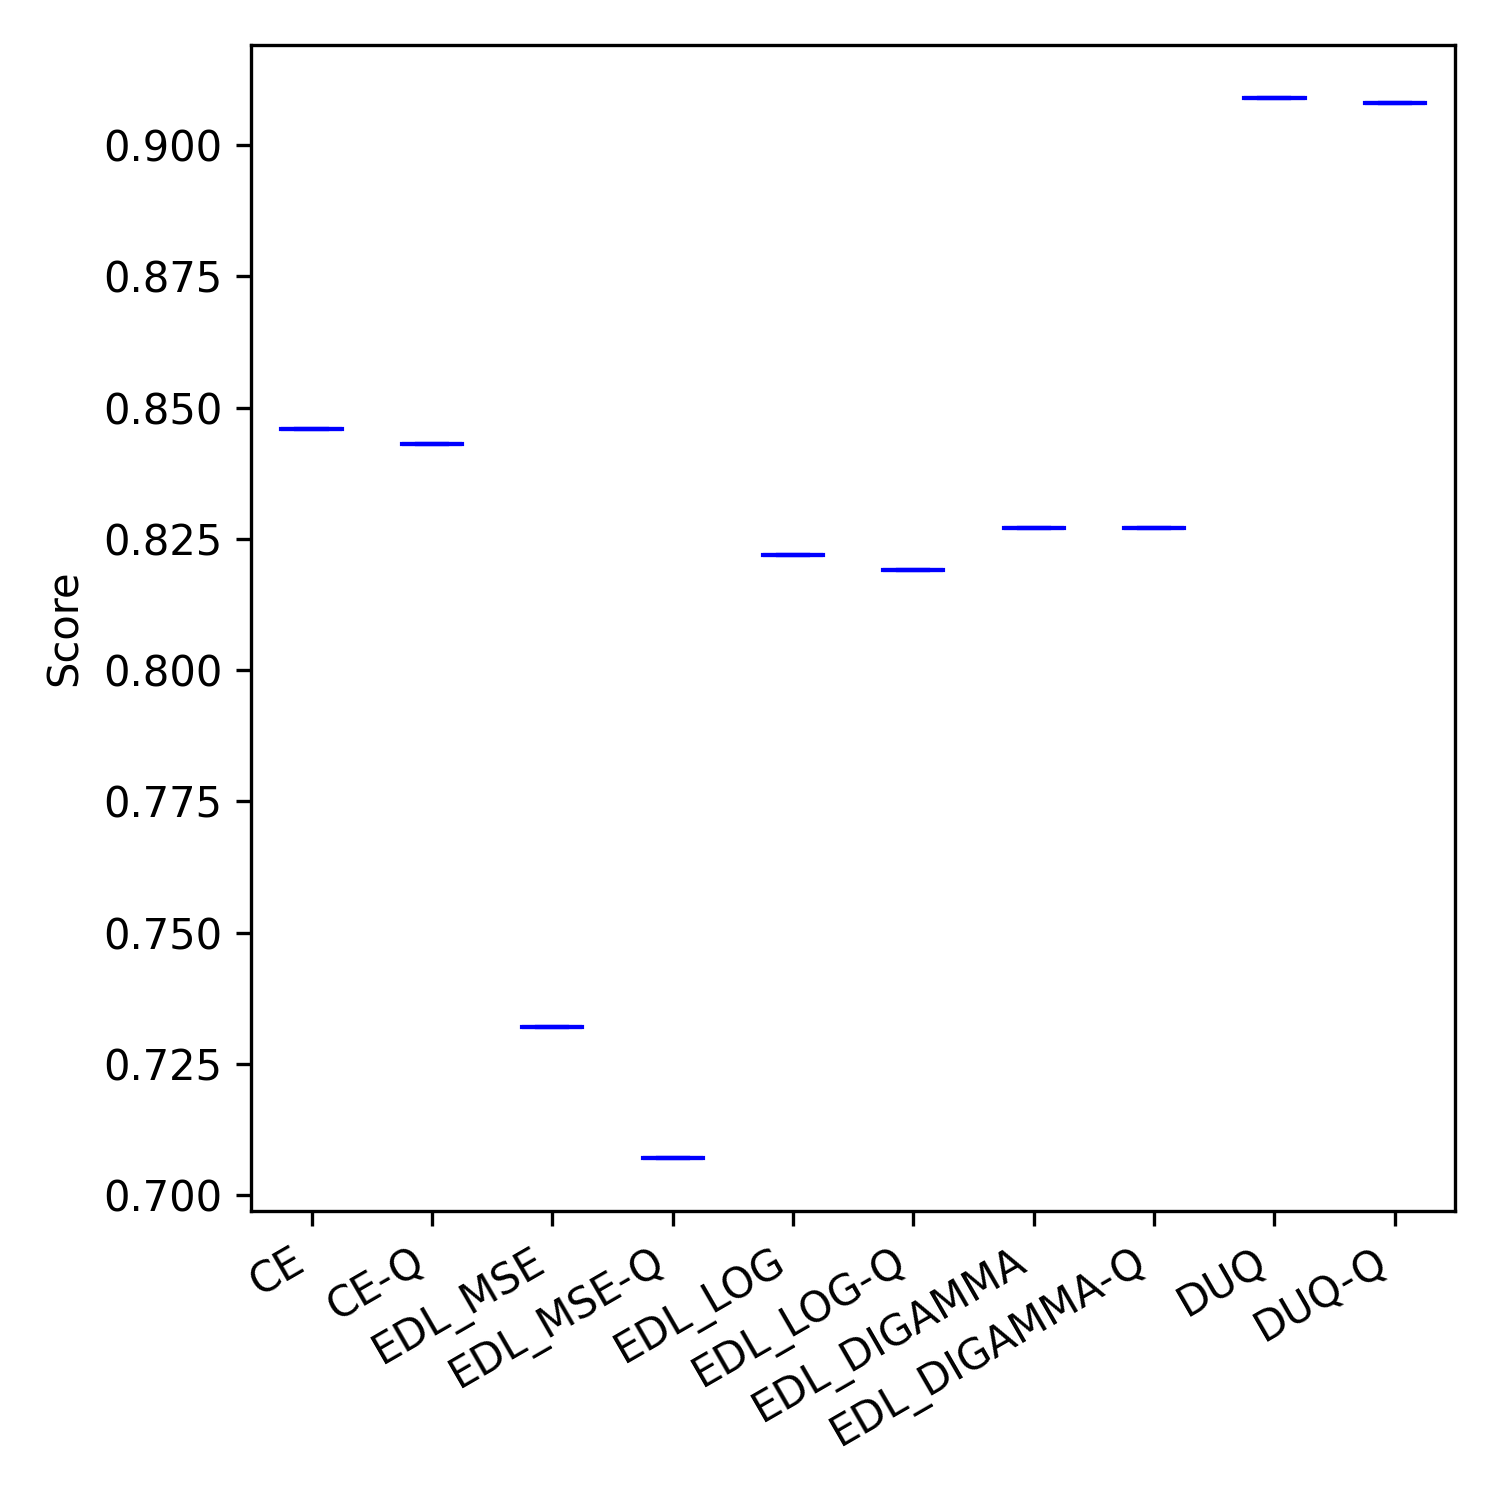 0.900
0.875
0.850
0.825
0.800
0.775
0.750
0.725
0.700
Score
CE
CE-Q
EDL_MSE
EDL_MSE-Q
EDL_LOG
EDL_LOG-Q
EDL_DIGAMMA
EDL_DIGAMMA-Q
DUQ
DUQ-Q